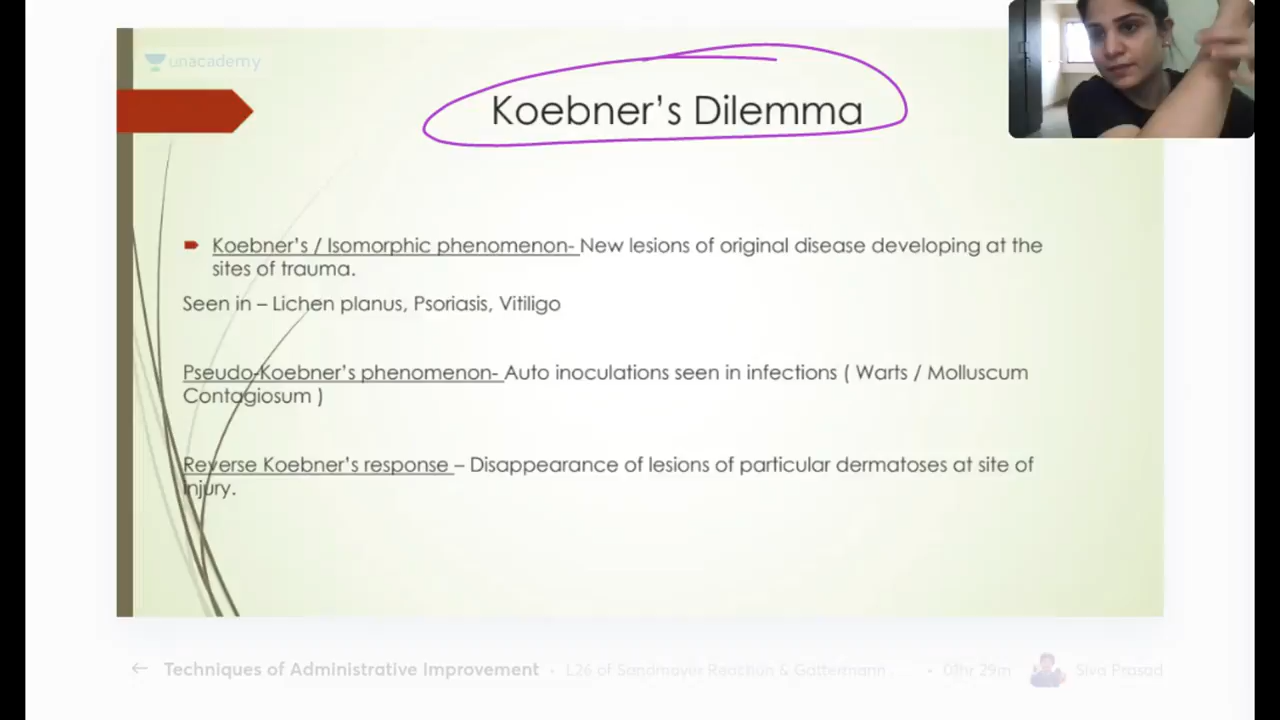 unacademy
Koebner's Dilemma
Koebner's / Isomorphic phenomenon- New lesions of original disease developing at the
sites of trauma.
Seen in – Lichen planus, Psoriasis, Vitiligo
Pseudo-Koebner's phenomenon- Auto inoculations seen in infections ( Warts / Molluscum
Contagiosum )
Reverse Koebner's response – Disappearance of lesions of particular dermatoses at site of
injury.
Techniques of Administrative Improvement • L26 of Sandmayer Reaction & Gattermann . • 01hr 29m Siva Prasad